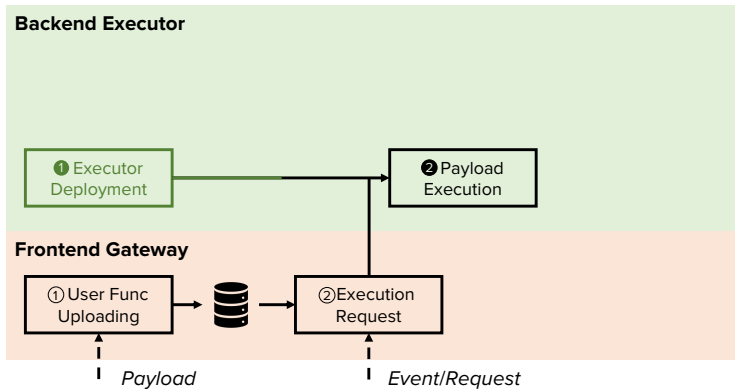 Backend Executor
❶ Executor
Deployment
❷ Payload
Execution
Frontend Gateway
① User Func
Uploading
② Execution
Request
Payload
Event/Request